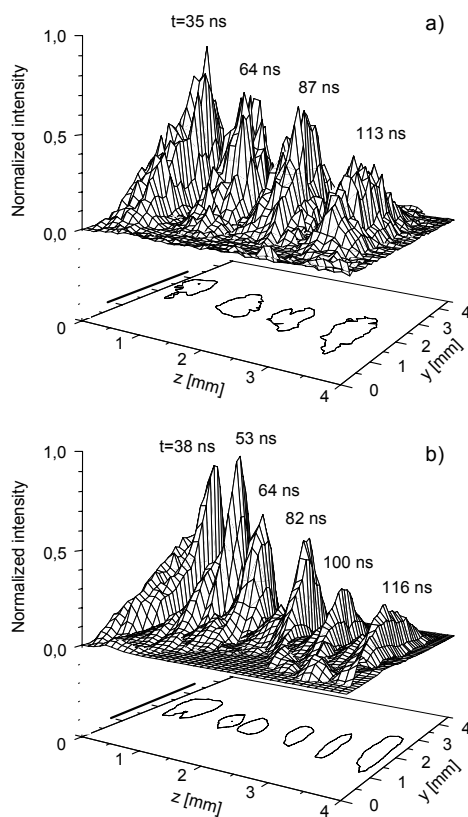 a)
t=35 ns
64 ns
87 ns
113 ns
Normalized intensity
1,0
0,5
0,0
0
1
2
3
4
z [mm]
0
1
2
3
4
y [mm]
b)
t=38 ns
53 ns
64 ns
82 ns
100 ns
116 ns
Normalized intensity
1,0
0,5
0,0
0
1
2
3
4
z [mm]
0
1
2
3
4
y [mm]